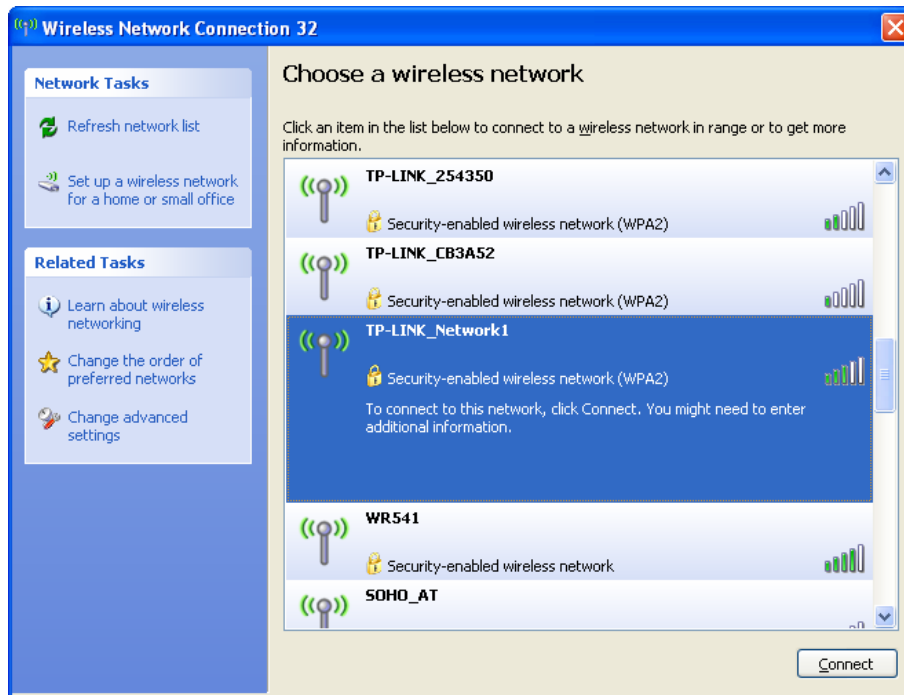 Wireless Network Connection 32
Network Tasks
Refresh network list
Set up a wireless network
for a home or small office
Related Tasks
Learn about wireless
networking
Change the order of
preferred networks
Change advanced
settings
Choose a wireless network
Click an item in the list below to connect to a wireless network in range or to get more
information.
TP-LINK_254350
Security-enabled wireless network (WPA2)
TP-LINK_CB3A52
Security-enabled wireless network (WPA2)
TP-LINK_Network1
Security-enabled wireless network (WPA2)
To connect to this network, click Connect. You might need to enter
additional information.
WR541
Security-enabled wireless network
SOHO_AT
Connect